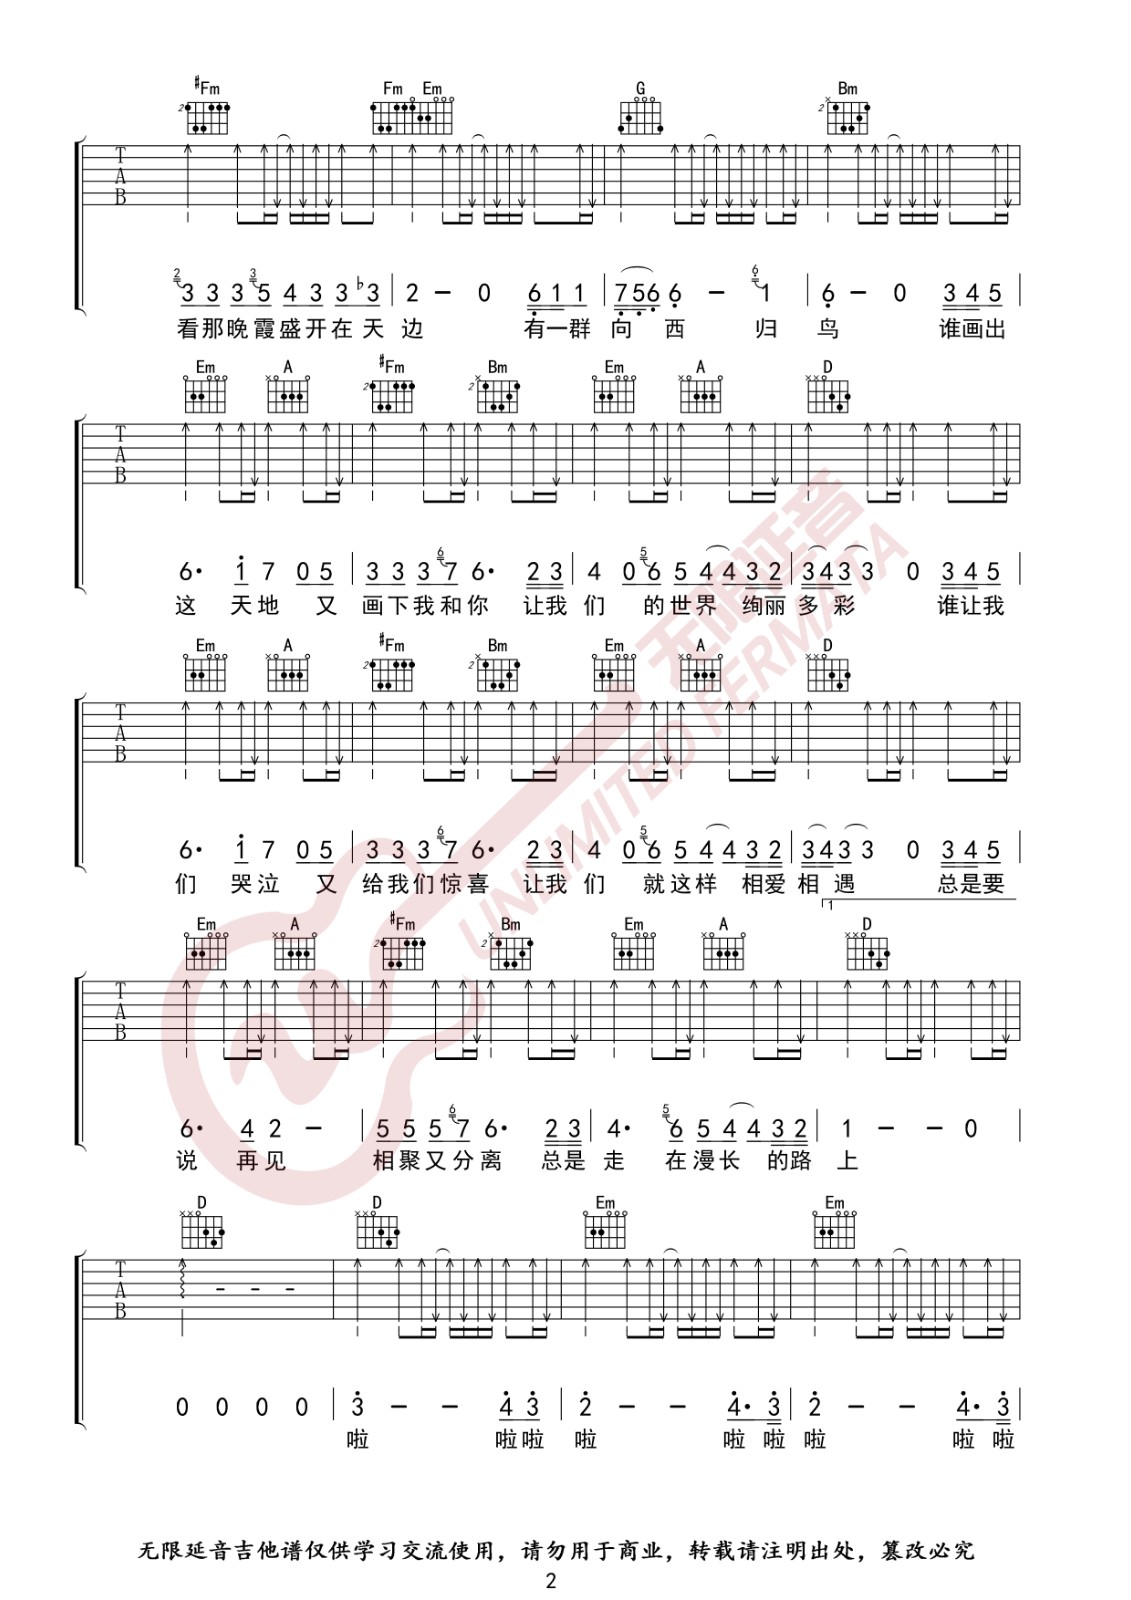 #Fm Fm Em G Bm
T A B
3 3 3 5 4 3 3 ♭3 | 2 - 0 6 1 1 | 7 5 6 6 - 1 | 6 - 0 3 4 5 |
看那晚霞盛开在天边 有一群向西归鸟 谁画出
Em A #Fm Bm Em A D
T A B
6· 1 7 0 5 | 3 3 3 7 6· 2 3 | 4 0 6 5 4 4 3 2 | 3 4 3 3 0 3 4 5 |
这天地又画下我和你 让我们的世界绚丽多彩 谁让我
Em A #Fm Bm Em A D
T A B
6· 1 7 0 5 | 3 3 3 7 6· 2 3 | 4 0 6 5 4 4 3 2 | 3 4 3 3 0 3 4 5 |
们哭泣又给我们惊喜 让我们就这样相爱相遇 总是要
1
Em A #Fm Bm Em A D
T A B
6· 4 2 - | 5 5 5 7 6· 2 3 | 4· 6 5 4 4 3 2 | 1 - - 0 |
说再见 相聚又分离 总是走在漫长的路上
D D Em Em
T A B
0 0 0 0 | 3 - - 4 3 | 2 - - 4· 3 | 2 - - 4· 3 |
啦 啦啦 啦 啦 啦 啦 啦 啦
无限延音
UNLIMITED FERMATA
无限延音吉他谱仅供学习交流使用，请勿用于商业，转载请注明出处，篡改必究
2